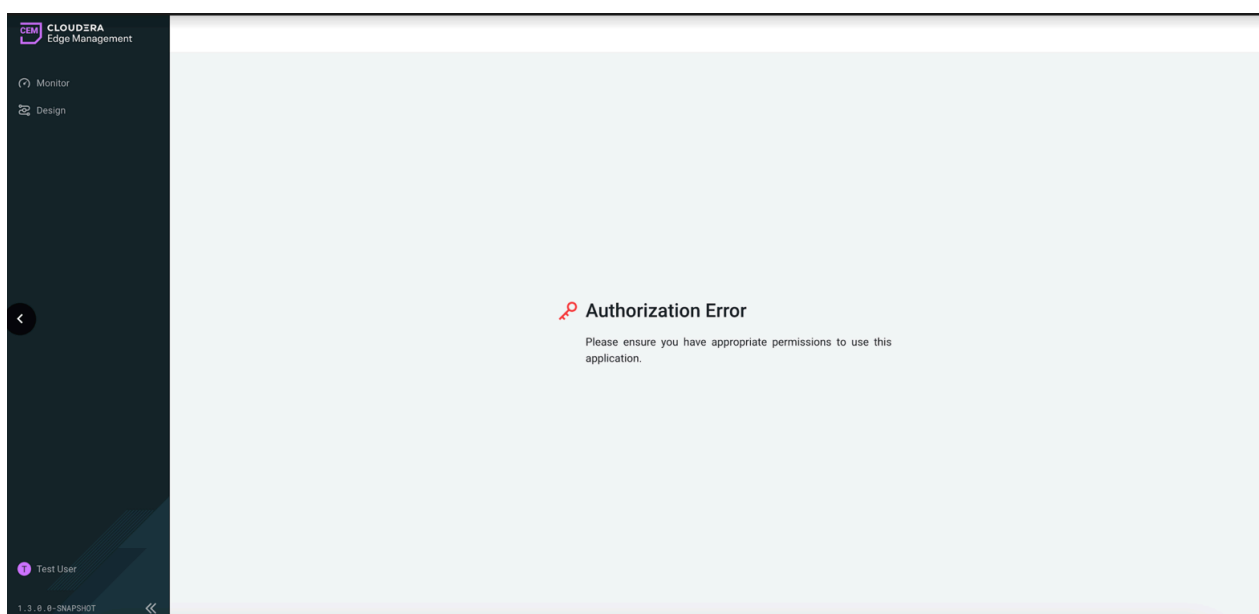 CEM CLOUDERA
Edge Management
Monitor
Design
Authorization Error
Please ensure you have appropriate permissions to use this
application.
T Test User
1.3.0.0-SNAPSHOT